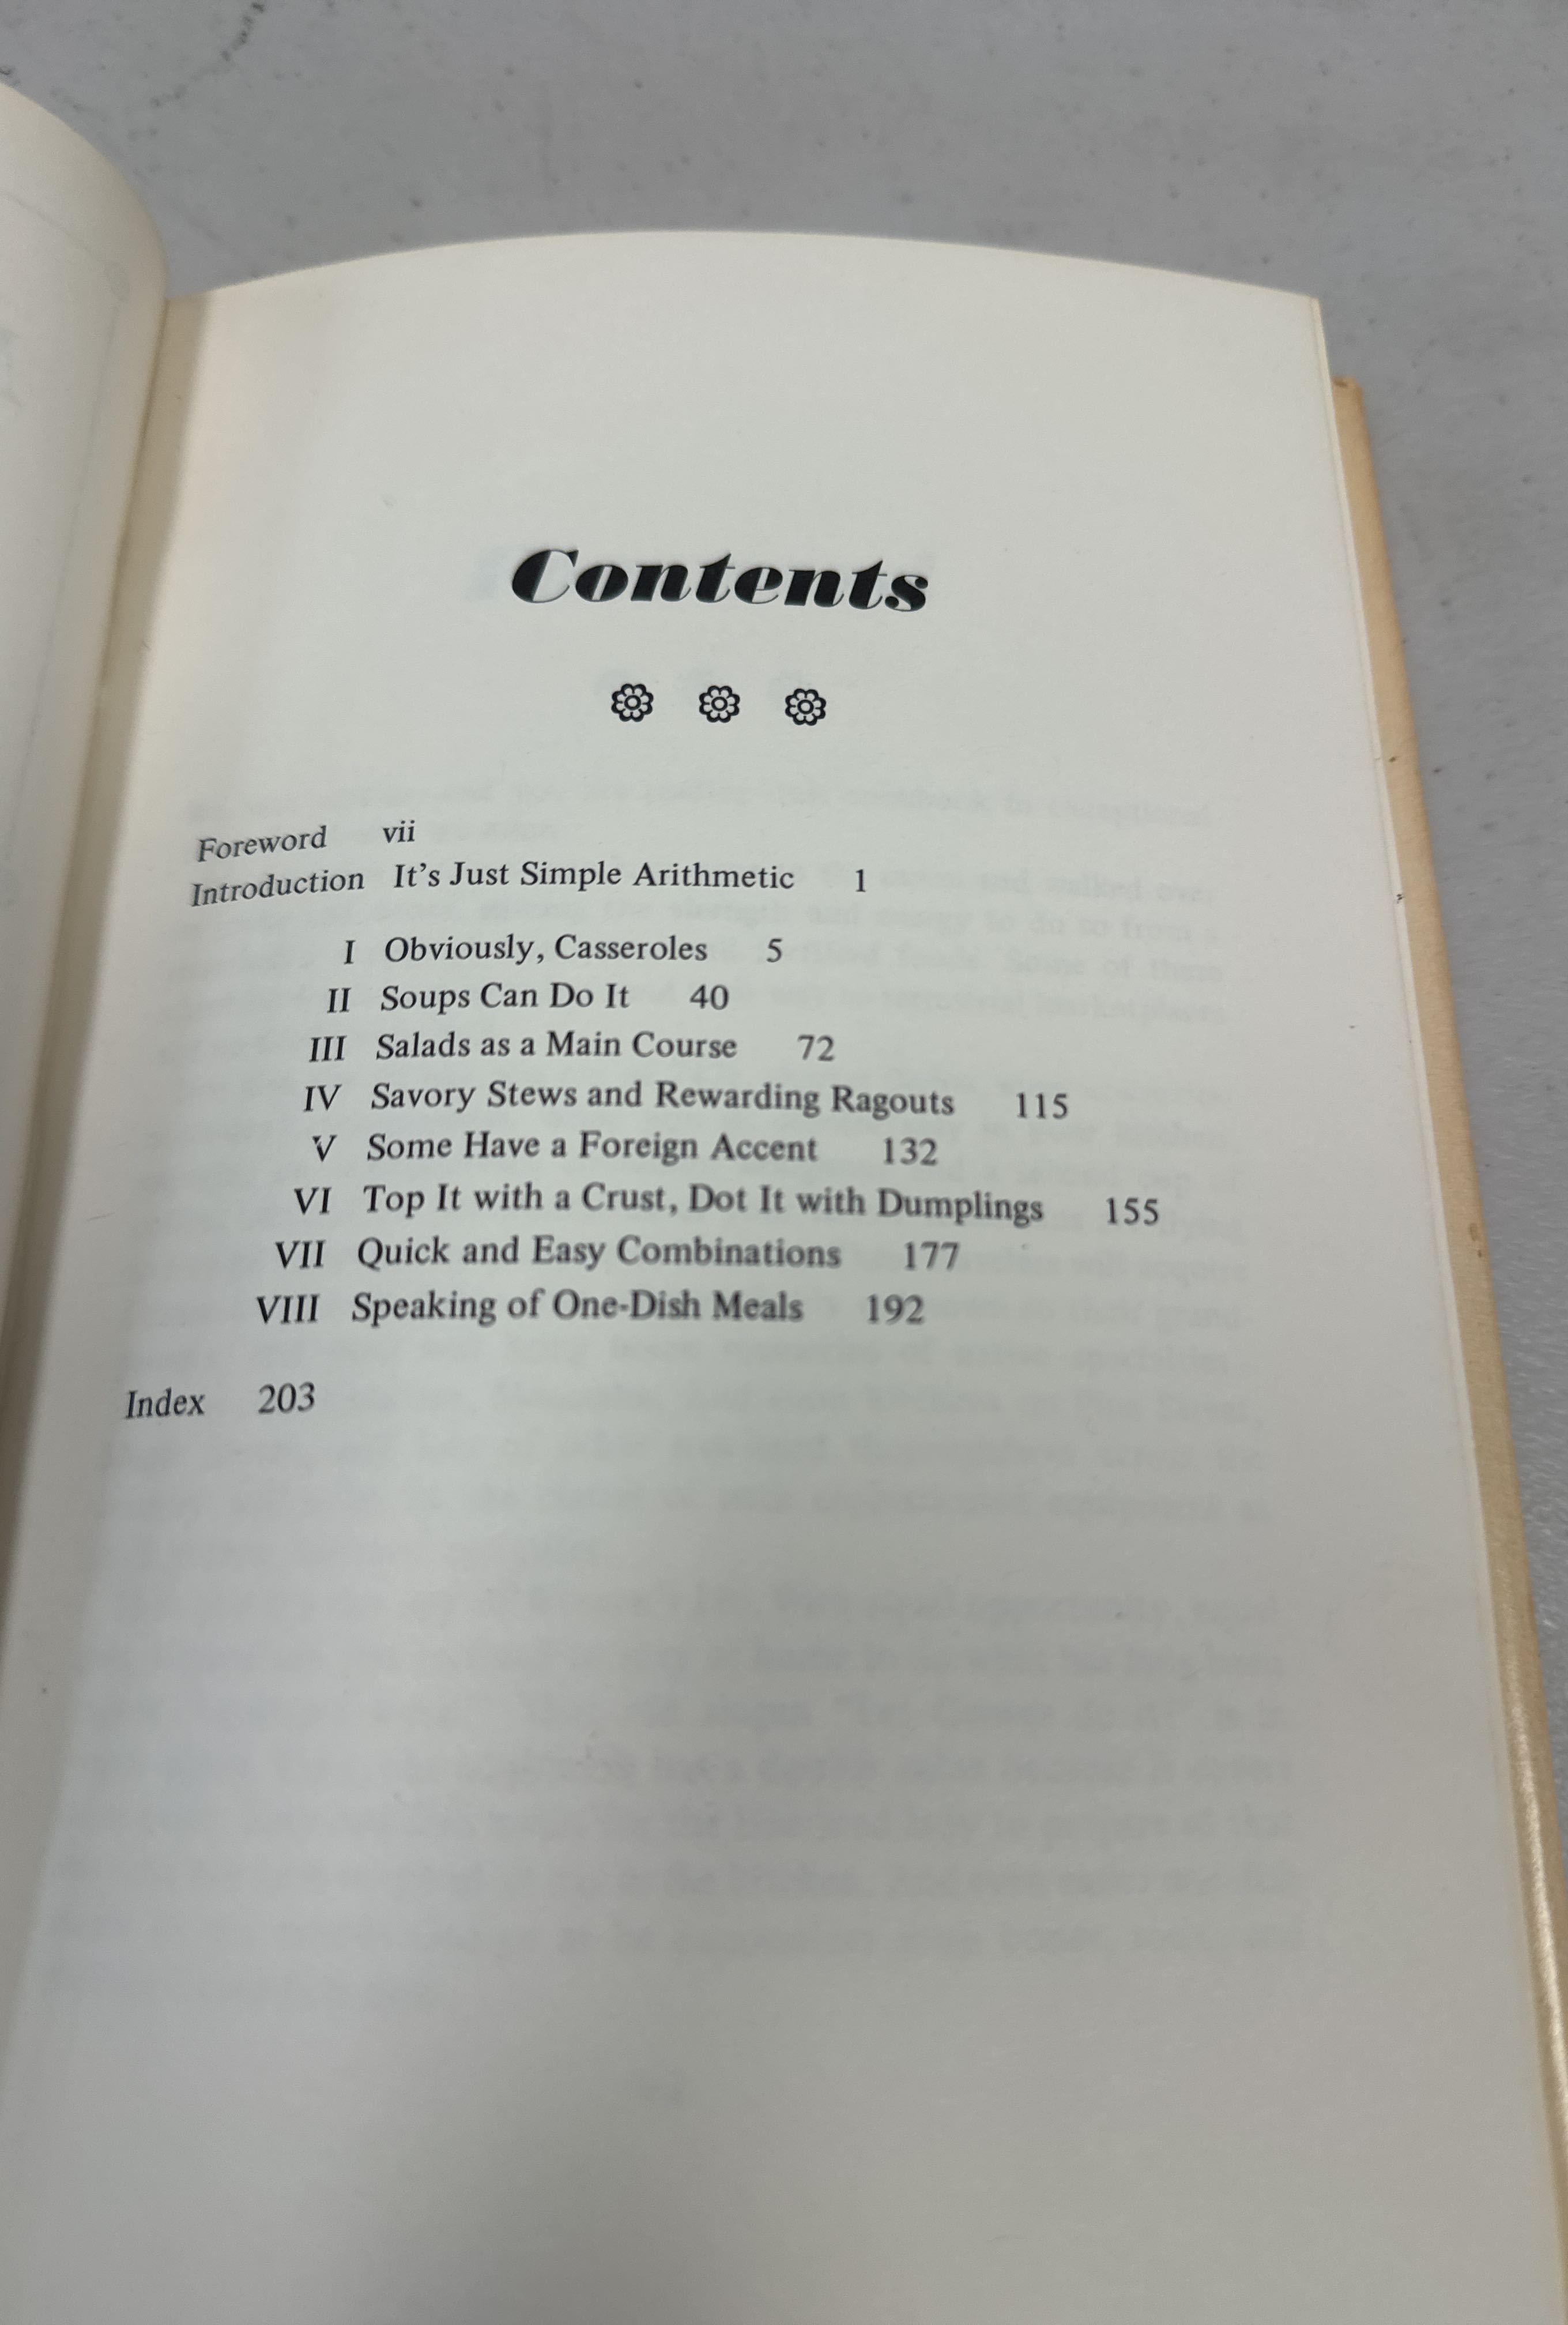 Contents
Foreword vii
Introduction It's Just Simple Arithmetic 1
I Obviously, Casseroles 5
II Soups Can Do It 40
III Salads as a Main Course 72
IV Savory Stews and Rewarding Ragouts 115
V Some Have a Foreign Accent 132
VI Top It with a Crust, Dot It with Dumplings 155
VII Quick and Easy Combinations 177
VIII Speaking of One-Dish Meals 192
Index 203